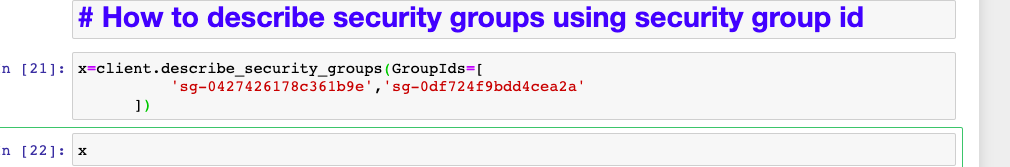 # How to describe security groups using security group id
n [21]: x=client.describe_security_groups(GroupIds=[
'sg-0427426178c361b9e','sg-0df724f9bdd4cea2a'
])
n [22]: x